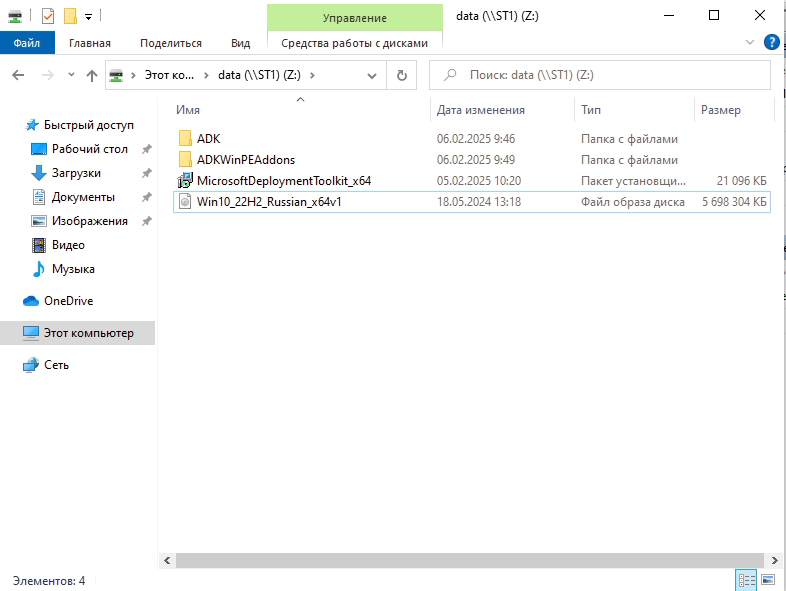 Управление
data (\\ST1) (Z:)
Файл
Главная
Поделиться
Вид
Средства работы с дисками
Этот ко... > data (\\ST1) (Z:) >
Поиск: data (\\ST1) (Z:)
Имя
Дата изменения
Тип
Размер
ADK 06.02.2025 9:46 Папка с файлами
ADKWinPEAddons 06.02.2025 9:49 Папка с файлами
MicrosoftDeploymentToolkit_x64 05.02.2025 10:20 Пакет установщи... 21 096 КБ
Win10_22H2_Russian_x64v1 18.05.2024 13:18 Файл образа диска 5 698 304 КБ
Быстрый доступ
Рабочий стол
Загрузки
Документы
Изображения
Видео
Музыка
OneDrive
Этот компьютер
Сеть
Элементов: 4